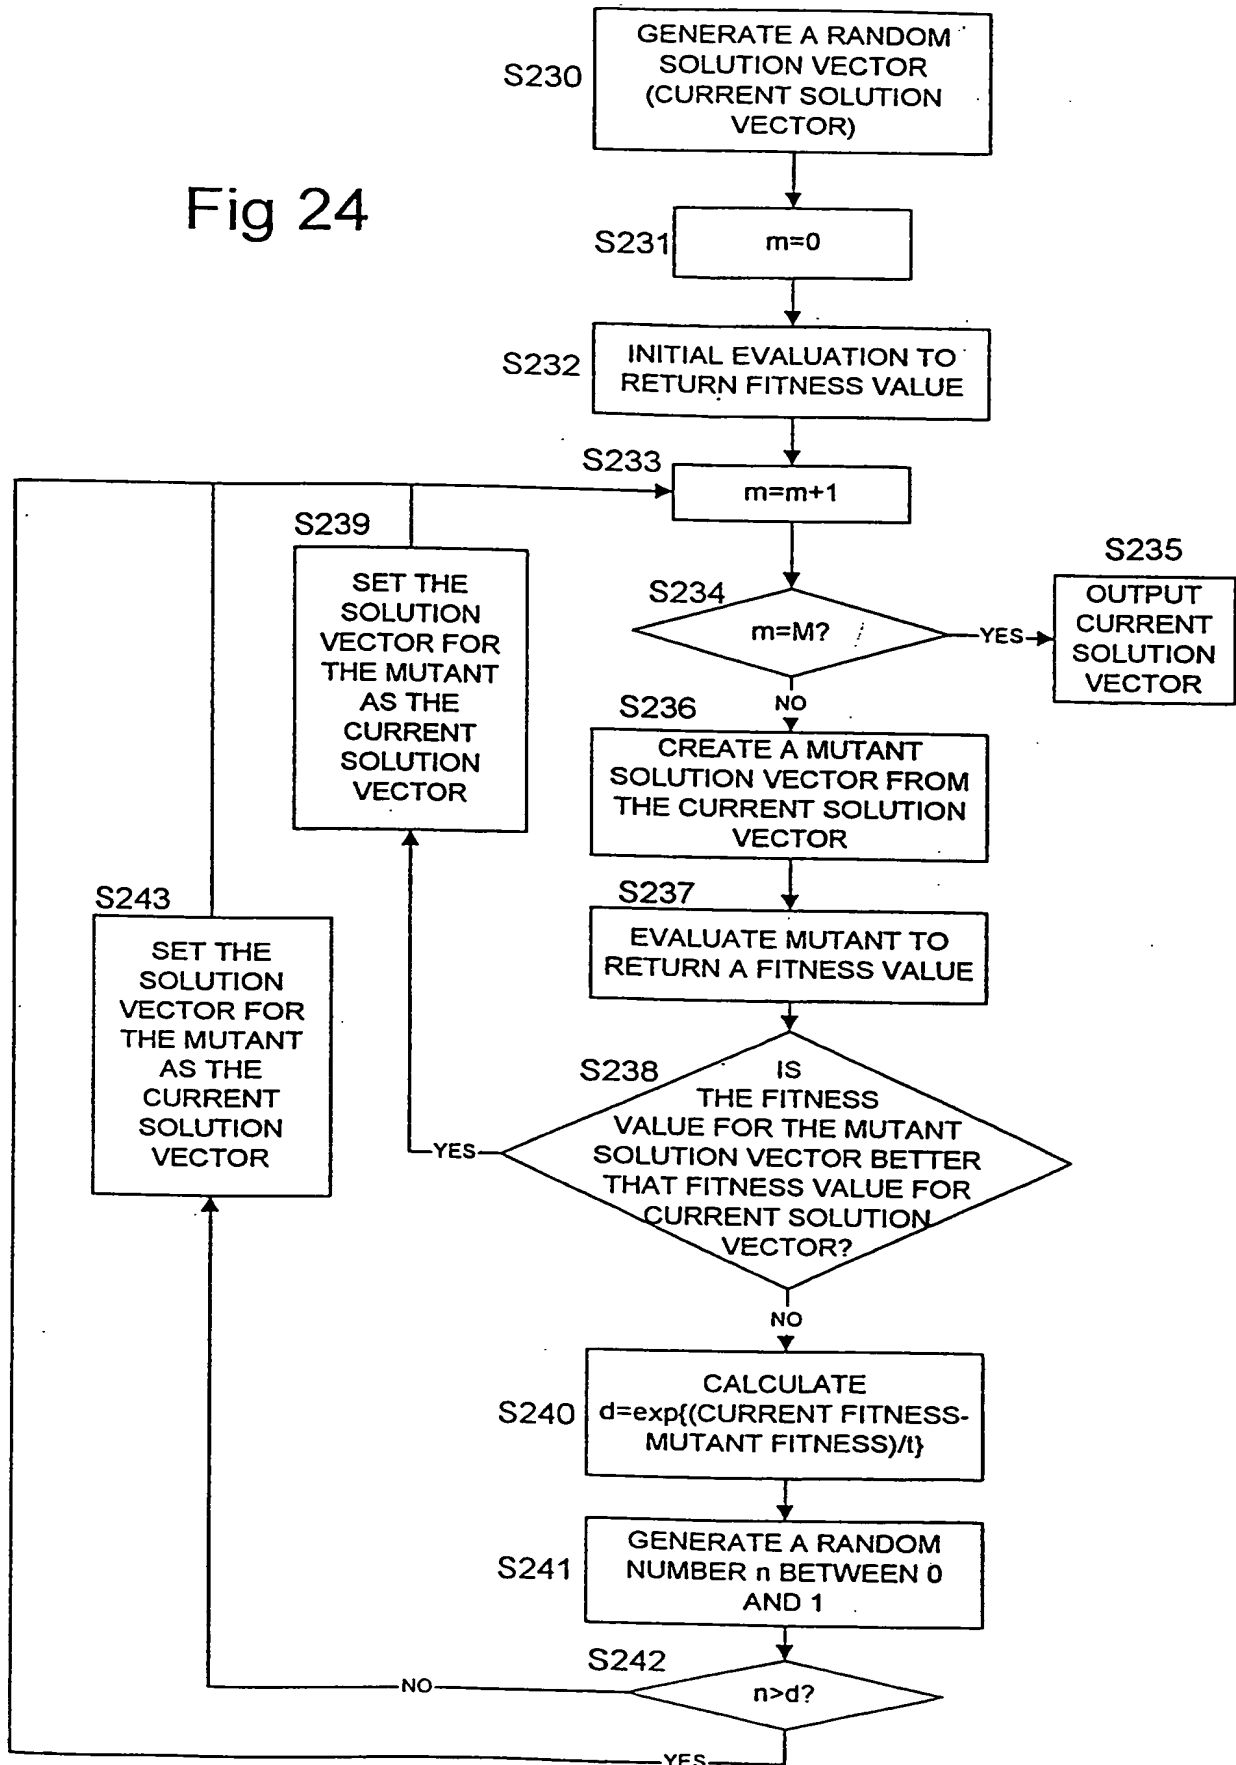 GENERATE A RANDOM
SOLUTION VECTOR
(CURRENT SOLUTION
VECTOR)
S230
Fig 24
S231
m=0
S232
INITIAL EVALUATION TO
RETURN FITNESS VALUE
S233
m=m+1
S239
SET THE
SOLUTION
VECTOR FOR
THE MUTANT
AS THE
CURRENT
SOLUTION
VECTOR
S234
m=M?
YES
S235
OUTPUT
CURRENT
SOLUTION
VECTOR
NO
S236
CREATE A MUTANT
SOLUTION VECTOR FROM
THE CURRENT SOLUTION
VECTOR
S237
EVALUATE MUTANT TO
RETURN A FITNESS VALUE
S243
SET THE
SOLUTION
VECTOR FOR
THE MUTANT
AS THE
CURRENT
SOLUTION
VECTOR
S238
IS
THE FITNESS
VALUE FOR THE MUTANT
SOLUTION VECTOR BETTER
THAT FITNESS VALUE FOR
CURRENT SOLUTION
VECTOR?
YES
NO
S240
CALCULATE
d=exp{(CURRENT FITNESS-
MUTANT FITNESS)/t}
S241
GENERATE A RANDOM
NUMBER n BETWEEN 0
AND 1
S242
n>d?
NO
YES